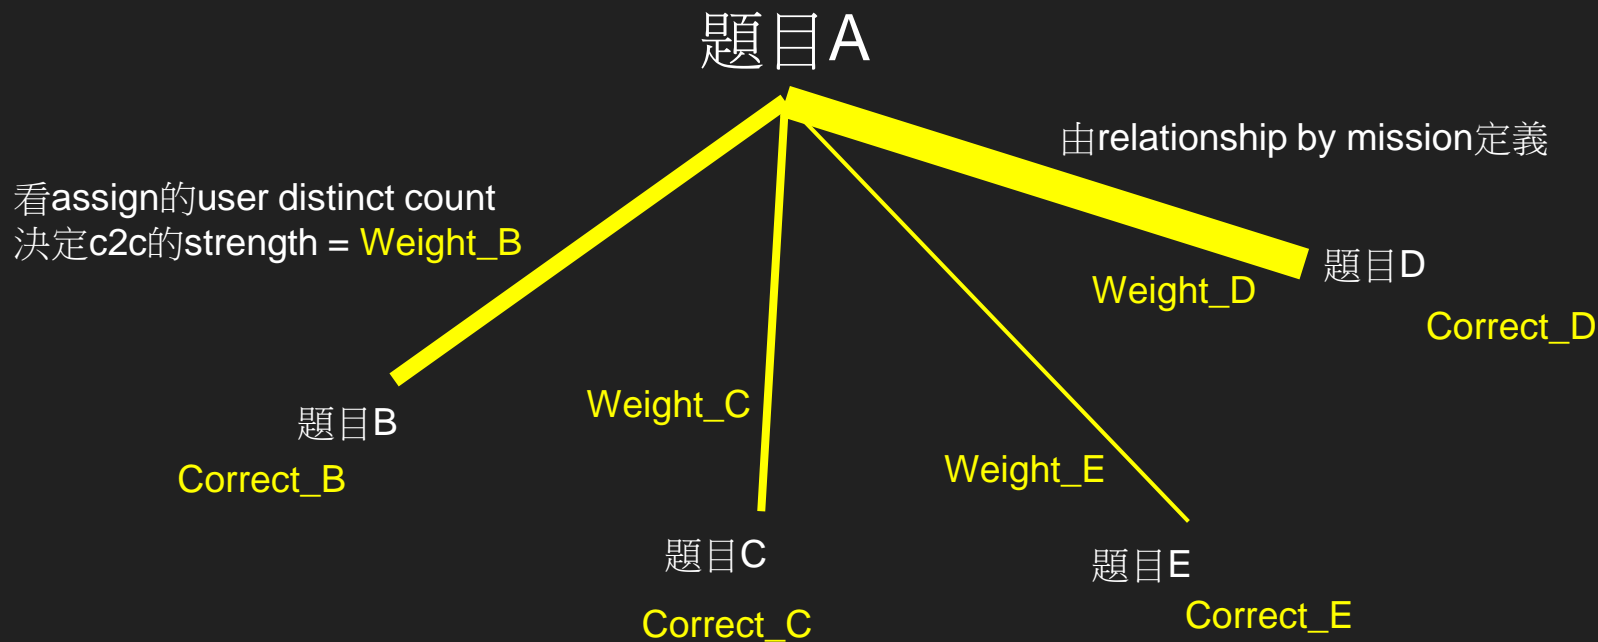 題目A
由relationship by mission定義
看assign的user distinct count
決定c2c的strength = Weight_B
題目D
Weight_D
Correct_D
Weight_C
題目B
Weight_E
Correct_B
題目C
題目E
Correct_C
Correct_E